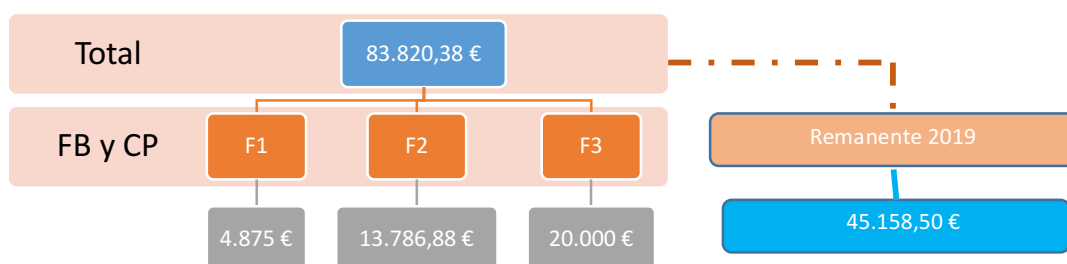 Total
83.820,38 €
FB y CP
F1
F2
F3
Remanente 2019
4.875 €
13.786,88 €
20.000 €
45.158,50 €